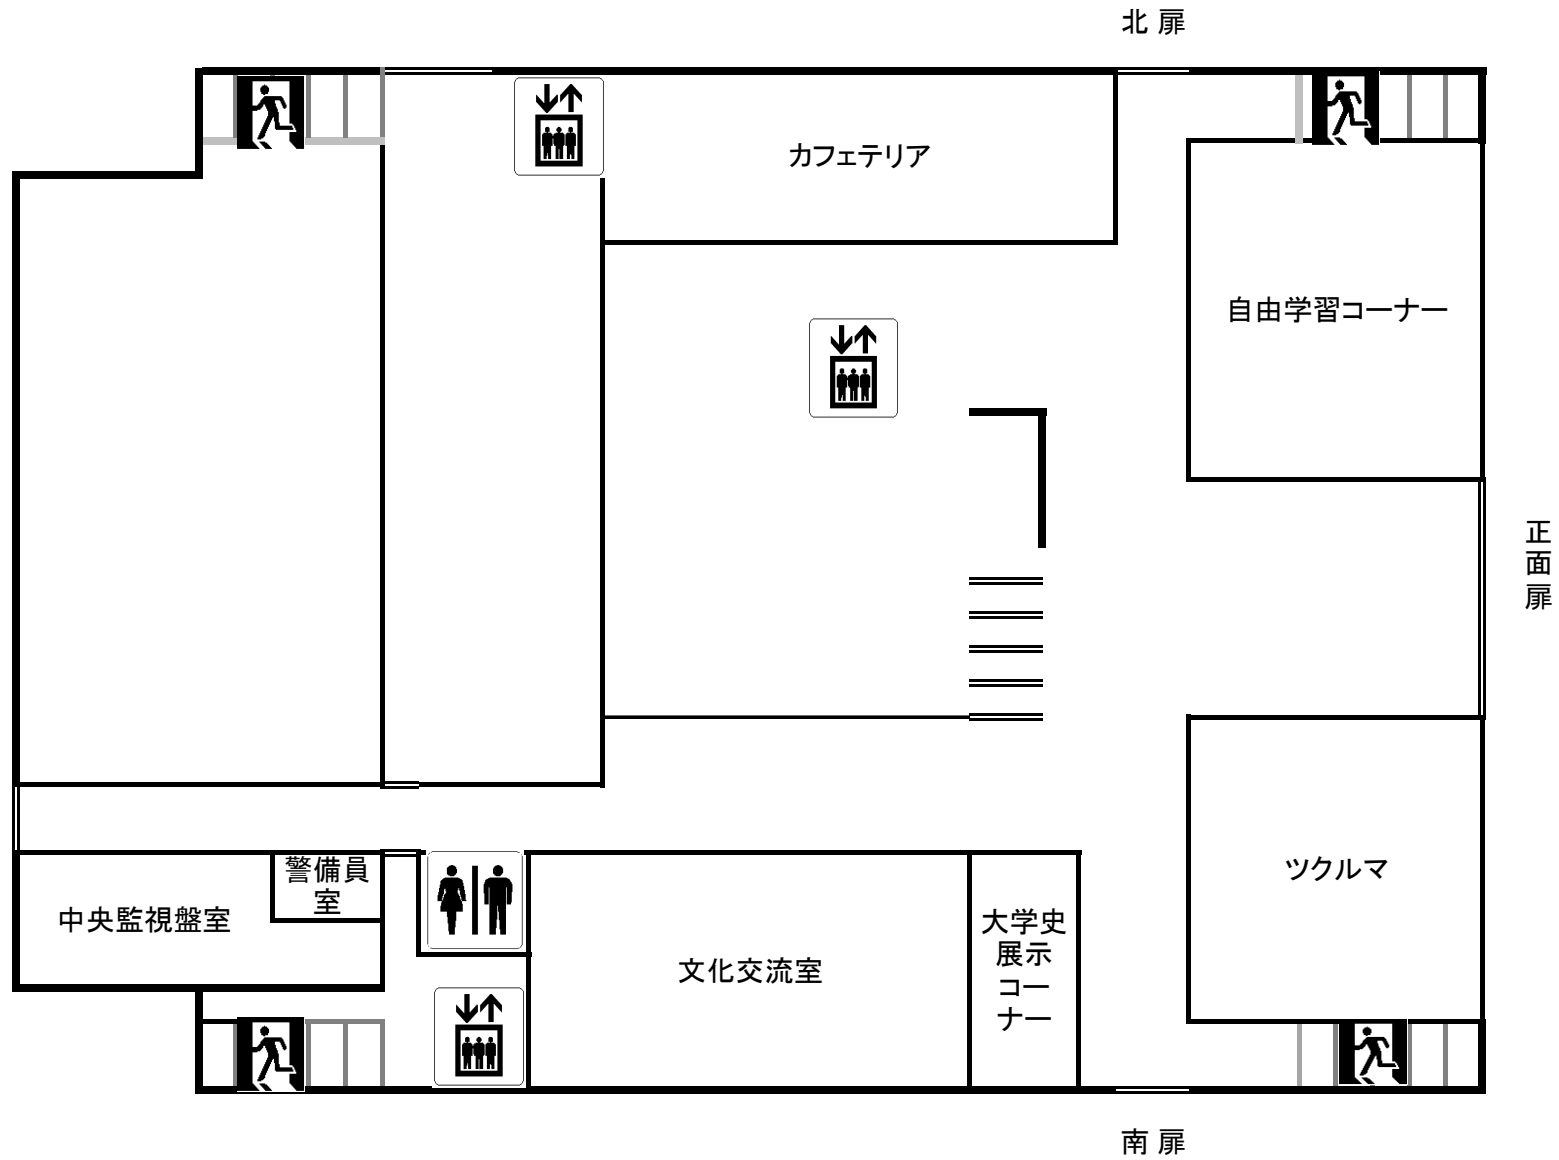 北 扉
カフェテリア
自由学習コーナー
正
面
扉
警備員
室
中央監視盤室
ツクルマ
大学史
展示
コー
ナー
文化交流室
南 扉